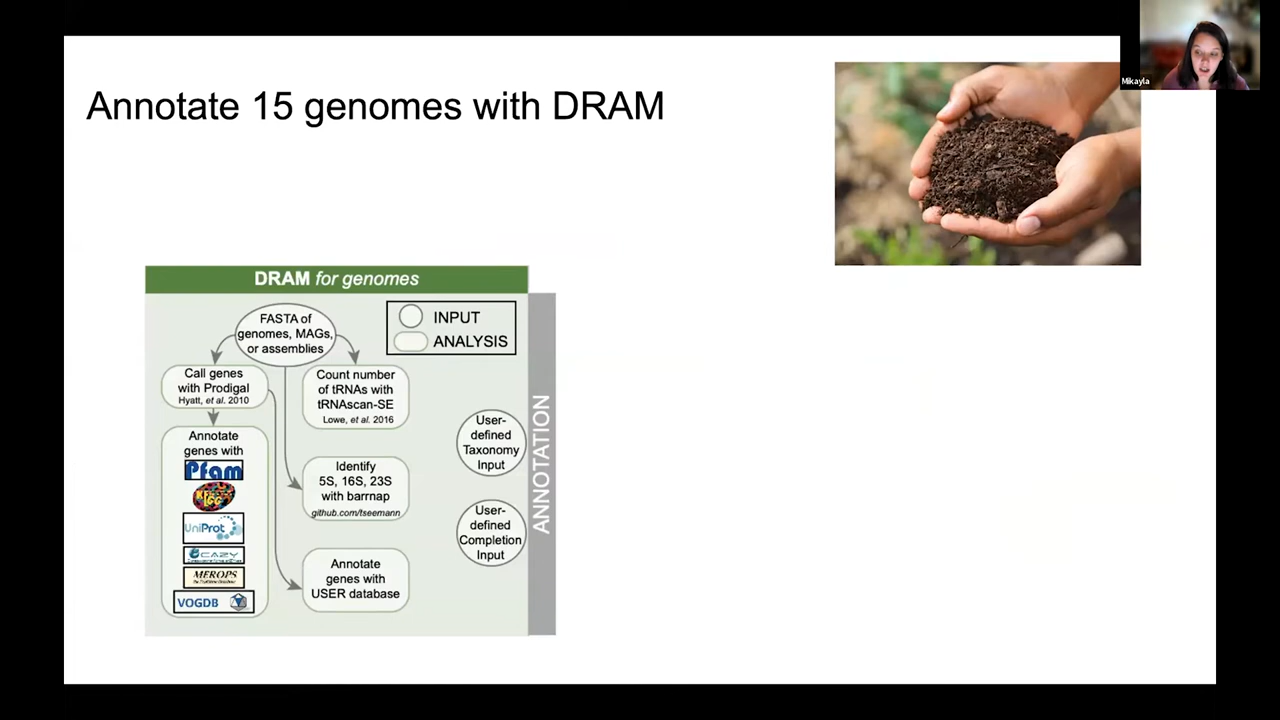 Annotate 15 genomes with DRAM
Mikayla
DRAM for genomes
FASTA of
genomes, MAGs,
or assemblies
INPUT
ANALYSIS
Call genes
with Prodigal
Hyatt, et al. 2010
Count number
of tRNAs with
tRNAscan-SE
Lowe, et al. 2016
Annotate
genes with
Pfam
KEGG
UniProt
CAZY
MEROPS
VOGDB
Identify
5S, 16S, 23S
with barrnap
github.com/tseemann
Annotate
genes with
USER database
User-
defined
Taxonomy
Input
User-
defined
Completion
Input
ANNOTATION